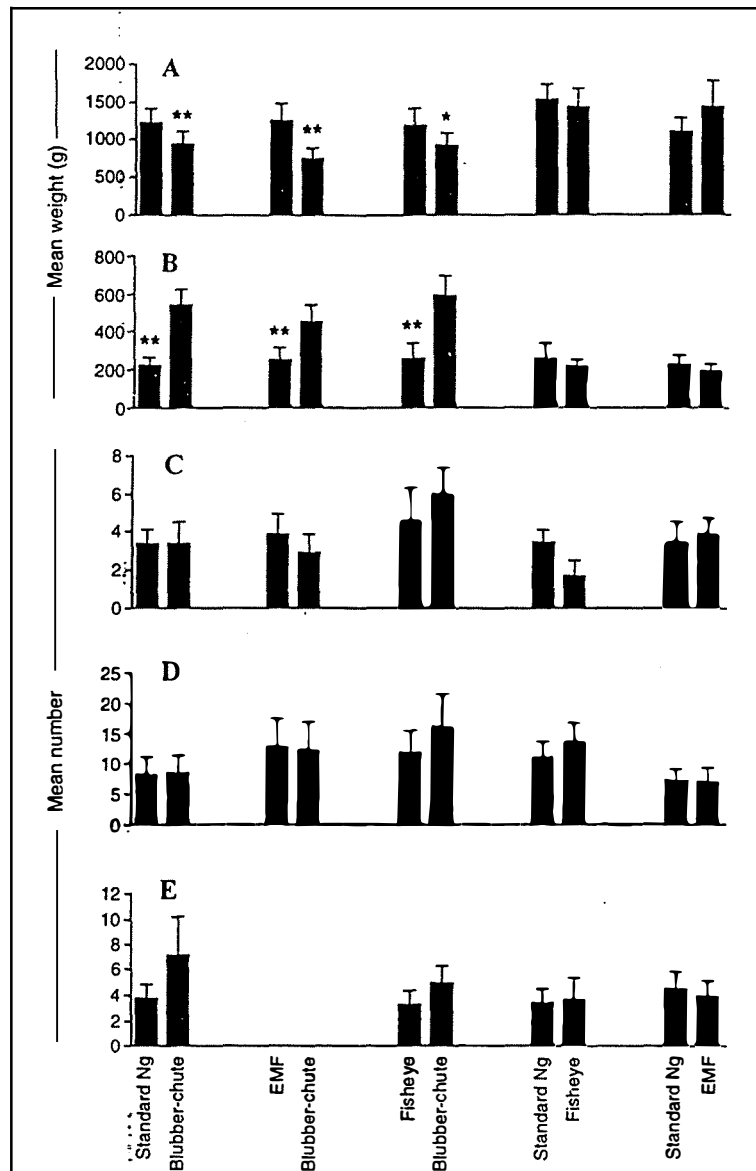 Mean weight (g)
A
2000
1500
1000
500
0
**
**
*
B
800
600
400
200
0
**
**
**
Mean number
C
8
6
4
2
0
D
25
20
15
10
5
0
E
12
10
8
6
4
2
0
Standard Ng
Blubber-chute
EMF
Blubber-chute
Fisheye
Blubber-chute
Standard Ng
Fisheye
Standard Ng
EMF